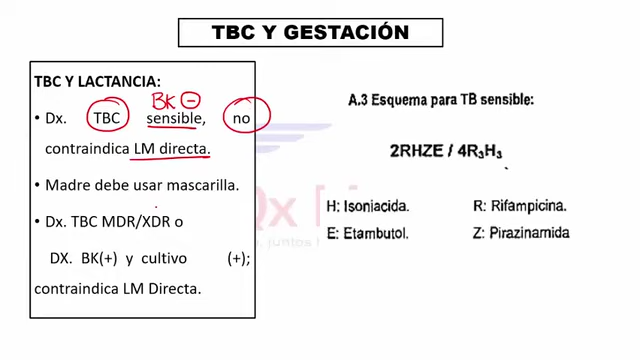 TBC Y GESTACIÓN
TBC Y LACTANCIA:
BK ⊖
• Dx. TBC sensible, no
contraindica LM directa.
• Madre debe usar mascarilla.
• Dx. TBC MDR/XDR o
DX. BK(+) y cultivo (+);
contraindica LM Directa.
A.3 Esquema para TB sensible:
2RHZE / 4R₃H₃
H: Isoniacida. R: Rifampicina.
E: Etambutol. Z: Pirazinamida